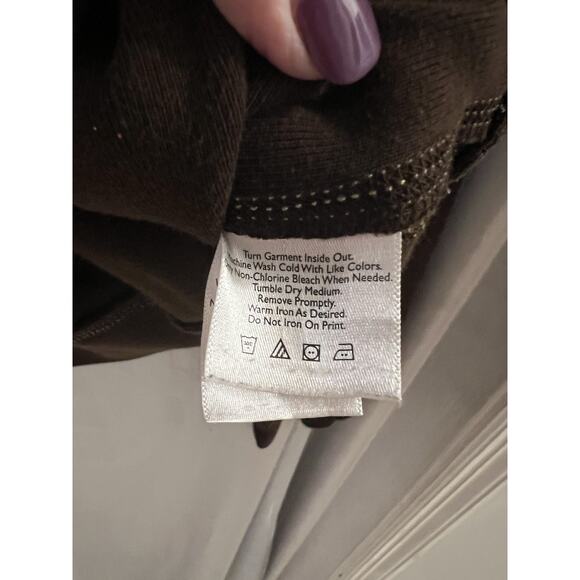 Turn Garment Inside Out.
Wash Cold With Like Colors.
Non-Chlorine Bleach When Needed.
Tumble Dry Medium.
Remove Promptly.
Warm Iron As Desired.
Do Not Iron On Print.